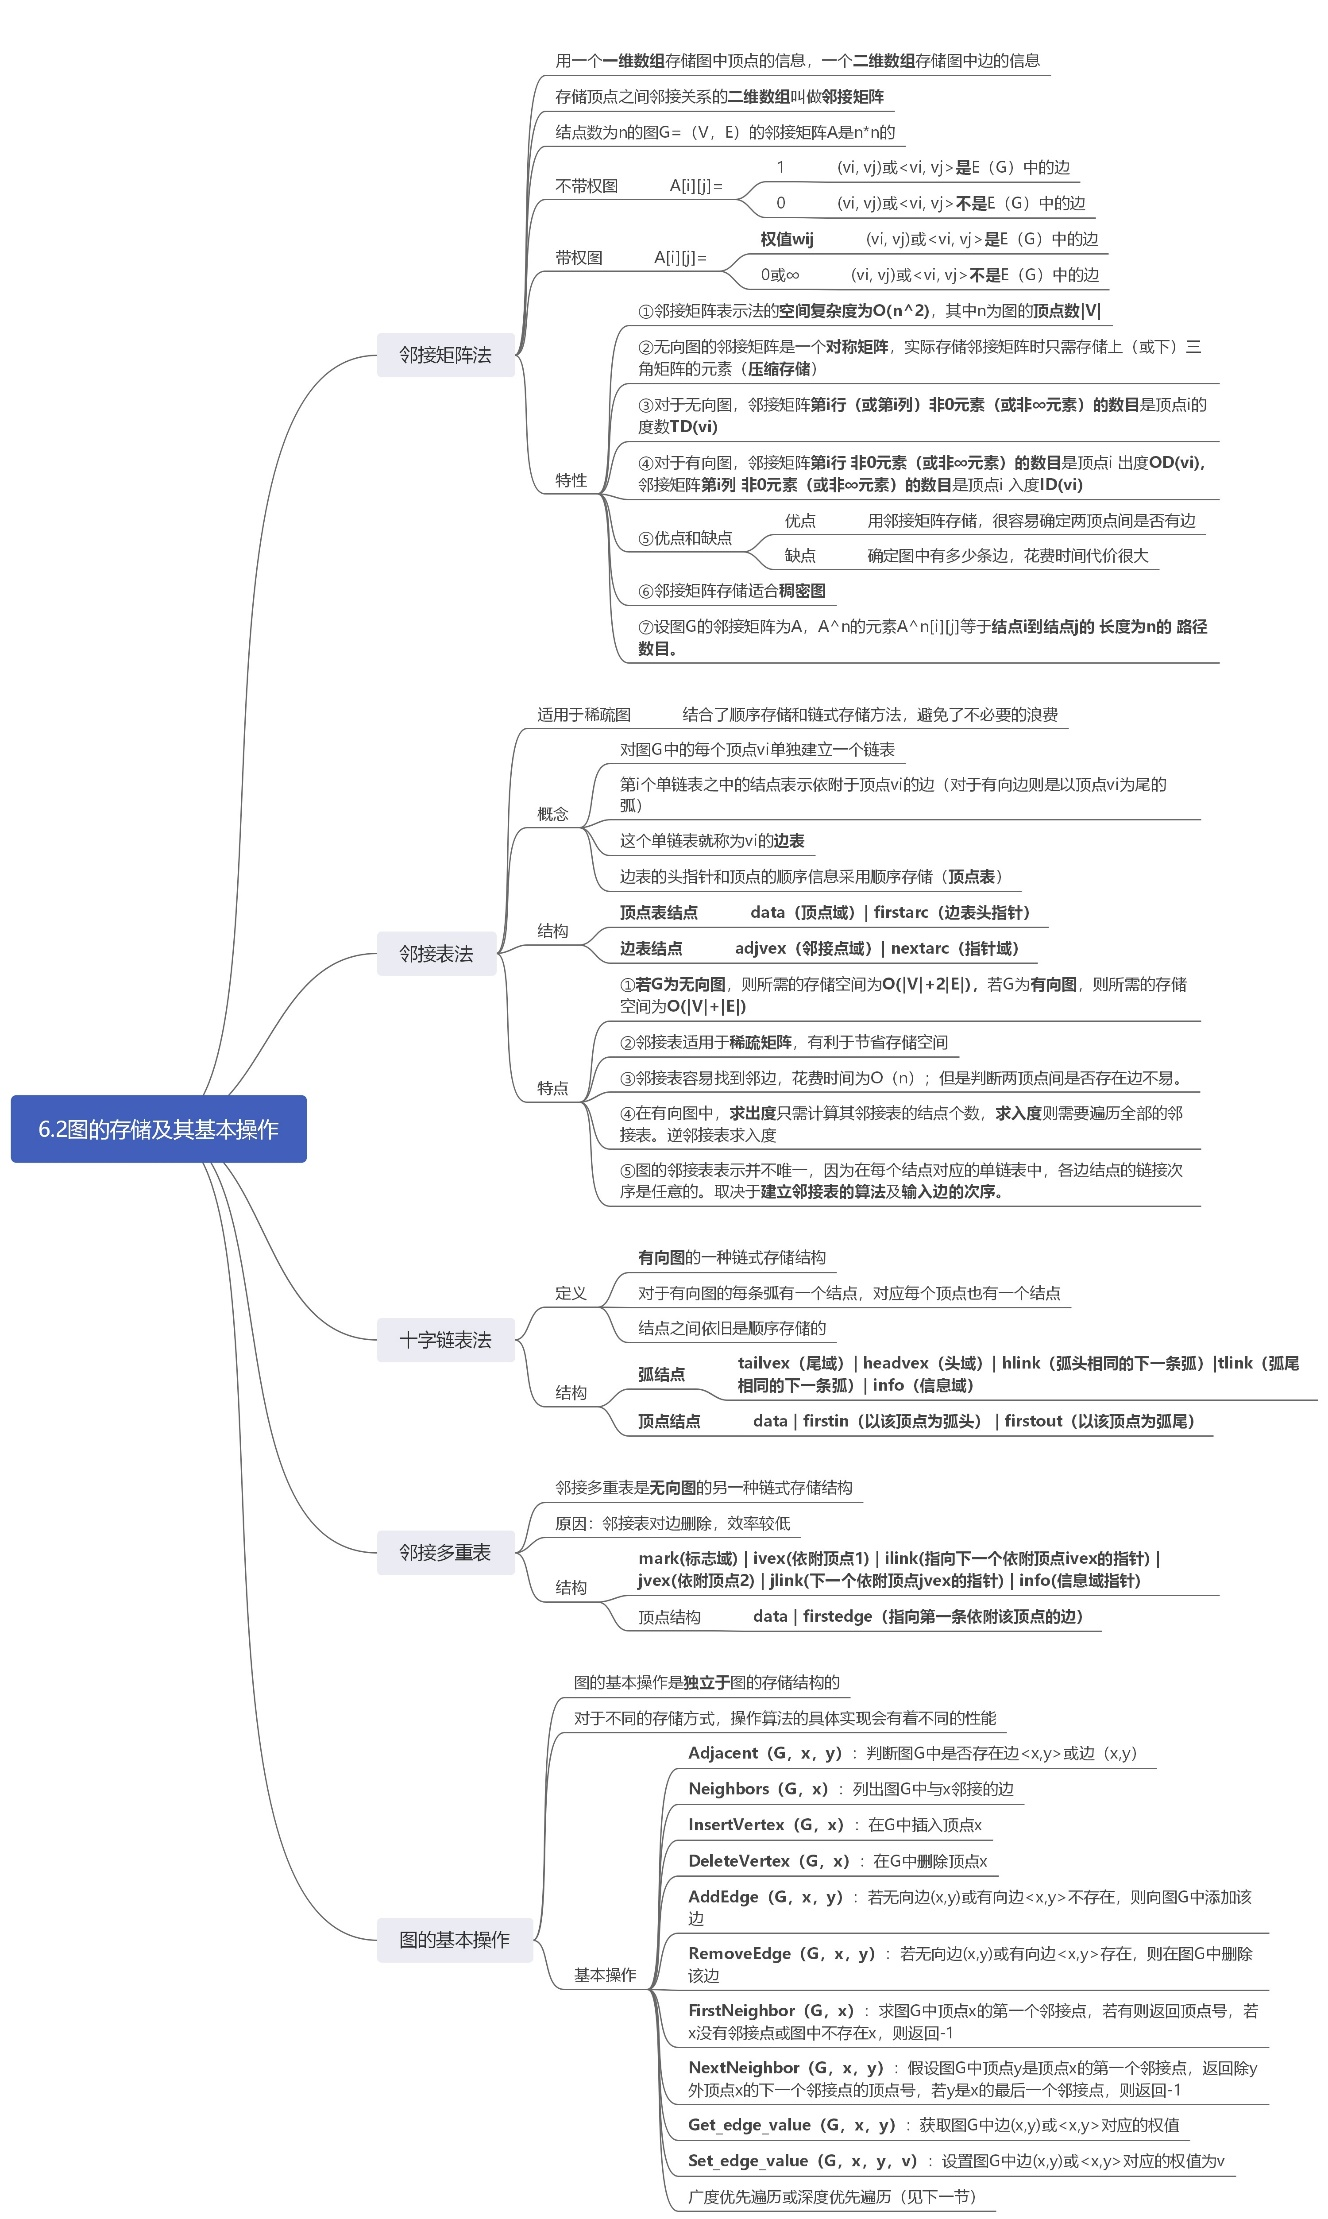 用一个一维数组存储图中顶点的信息，一个二维数组存储图中边的信息
存储顶点之间邻接关系的二维数组叫做邻接矩阵
结点数为n的图G=（V，E）的邻接矩阵A是n*n的
不带权图 A[i][j]=
1 (vi, vj)或<vi, vj>是E（G）中的边
0 (vi, vj)或<vi, vj>不是E（G）中的边
带权图 A[i][j]=
权值wij (vi, vj)或<vi, vj>是E（G）中的边
0或∞ (vi, vj)或<vi, vj>不是E（G）中的边
邻接矩阵法
特性
①邻接矩阵表示法的空间复杂度为O(n^2)，其中n为图的顶点数|V|
②无向图的邻接矩阵是一个对称矩阵，实际存储邻接矩阵时只需存储上（或下）三
角矩阵的元素（压缩存储）
③对于无向图，邻接矩阵第i行（或第i列）非0元素（或非∞元素）的数目是顶点i的
度数TD(vi)
④对于有向图，邻接矩阵第i行 非0元素（或非∞元素）的数目是顶点i 出度OD(vi)，
邻接矩阵第i列 非0元素（或非∞元素）的数目是顶点i 入度ID(vi)
⑤优点和缺点
优点 用邻接矩阵存储，很容易确定两顶点间是否有边
缺点 确定图中有多少条边，花费时间代价很大
⑥邻接矩阵存储适合稠密图
⑦设图G的邻接矩阵为A，A^n的元素A^n[i][j]等于结点i到结点j的 长度为n的 路径
数目。
适用于稀疏图 结合了顺序存储和链式存储方法，避免了不必要的浪费
概念
对图G中的每个顶点vi单独建立一个链表
第i个单链表之中的结点表示依附于顶点vi的边（对于有向边则是以顶点vi为尾的
弧）
这个单链表就称为vi的边表
边表的头指针和顶点的顺序信息采用顺序存储（顶点表）
邻接表法
结构
顶点表结点 data（顶点域）| firstarc（边表头指针）
边表结点 adjvex（邻接点域）| nextarc（指针域）
特点
①若G为无向图，则所需的存储空间为O(|V|+2|E|)，若G为有向图，则所需的存储
空间为O(|V|+|E|)
②邻接表适用于稀疏矩阵，有利于节省存储空间
③邻接表容易找到邻边，花费时间为O（n）；但是判断两顶点间是否存在边不易。
④在有向图中，求出度只需计算其邻接表的结点个数，求入度则需要遍历全部的邻
接表。逆邻接表求入度
⑤图的邻接表表示并不唯一，因为在每个结点对应的单链表中，各边结点的链接次
序是任意的。取决于建立邻接表的算法及输入边的次序。
6.2图的存储及其基本操作
十字链表法
定义
有向图的一种链式存储结构
对于有向图的每条弧有一个结点，对应每个顶点也有一个结点
结点之间依旧是顺序存储的
结构
弧结点
tailvex（尾域）| headvex（头域）| hlink（弧头相同的下一条弧）|tlink（弧尾
相同的下一条弧）| info（信息域）
顶点结点 data | firstin（以该顶点为弧头） | firstout（以该顶点为弧尾）
邻接多重表
邻接多重表是无向图的另一种链式存储结构
原因：邻接表对边删除，效率较低
结构
mark(标志域) | ivex(依附顶点1) | ilink(指向下一个依附顶点ivex的指针) |
jvex(依附顶点2) | jlink(下一个依附顶点jvex的指针) | info(信息域指针)
顶点结构 data | firstedge（指向第一条依附该顶点的边）
图的基本操作
图的基本操作是独立于图的存储结构的
对于不同的存储方式，操作算法的具体实现会有着不同的性能
基本操作
Adjacent（G，x，y）：判断图G中是否存在边<x,y>或边（x,y）
Neighbors（G，x）：列出图G中与x邻接的边
InsertVertex（G，x）：在G中插入顶点x
DeleteVertex（G，x）：在G中删除顶点x
AddEdge（G，x，y）：若无向边(x,y)或有向边<x,y>不存在，则向图G中添加该
边
RemoveEdge（G，x，y）：若无向边(x,y)或有向边<x,y>存在，则在图G中删除
该边
FirstNeighbor（G，x）：求图G中顶点x的第一个邻接点，若有则返回顶点号，若
x没有邻接点或图中不存在x，则返回-1
NextNeighbor（G，x，y）：假设图G中顶点y是顶点x的第一个邻接点，返回除y
外顶点x的下一个邻接点的顶点号，若y是x的最后一个邻接点，则返回-1
Get_edge_value（G，x，y）：获取图G中边(x,y)或<x,y>对应的权值
Set_edge_value（G，x，y，v）：设置图G中边(x,y)或<x,y>对应的权值为v
广度优先遍历或深度优先遍历（见下一节）